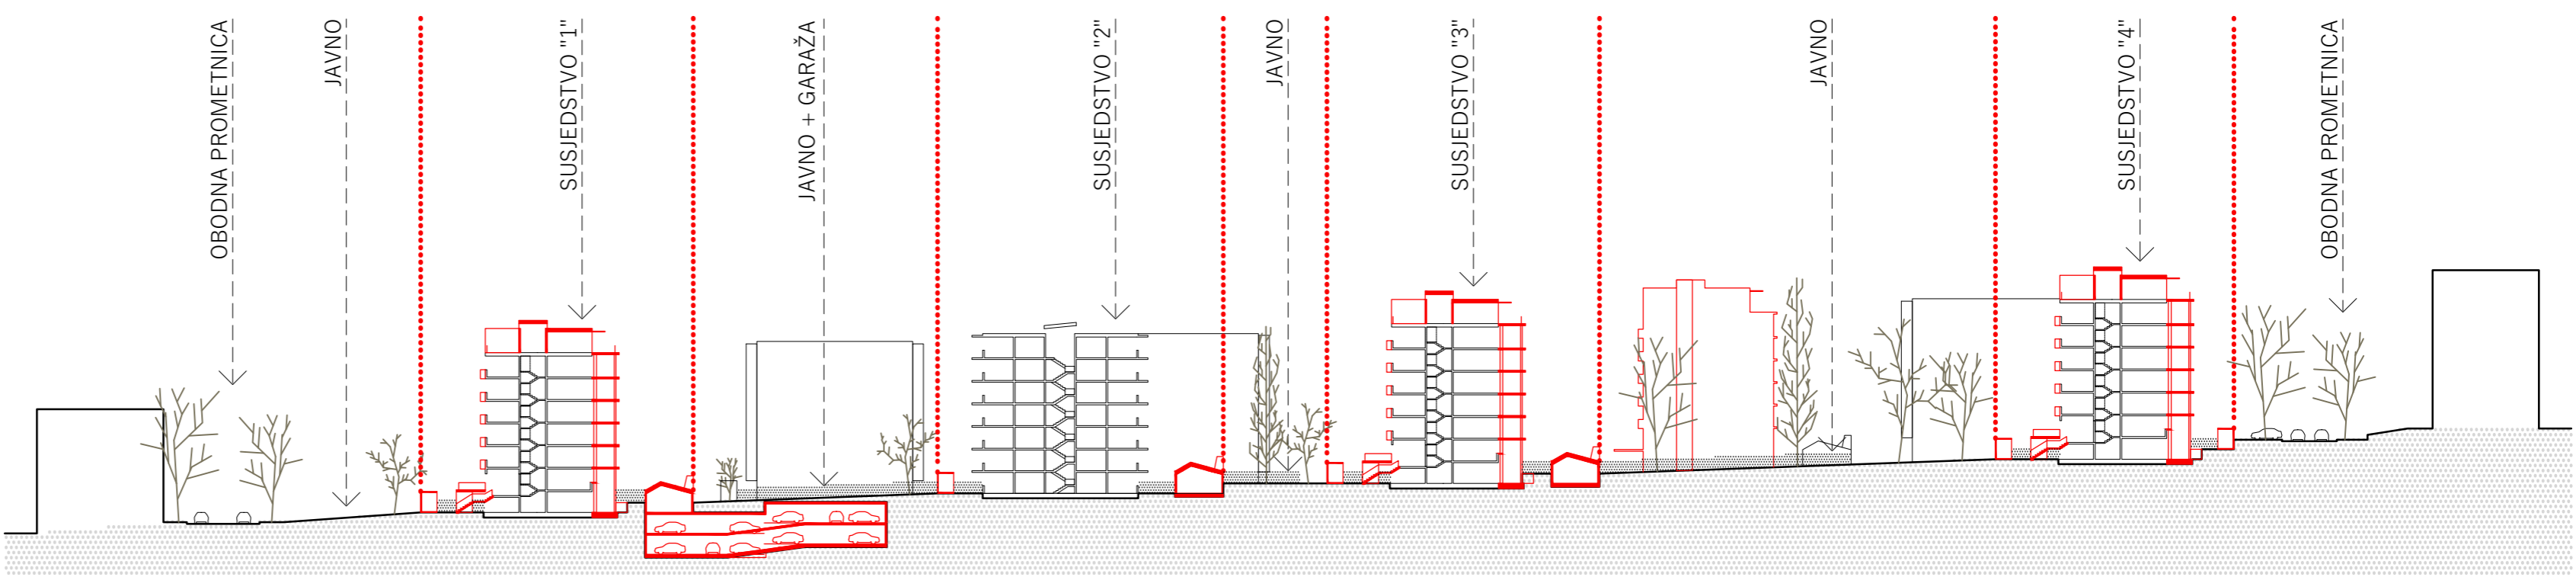 OBODNA PROMETNICA
JAVNO
SUSJEDSTVO "1"
JAVNO + GARAŽA
SUSJEDSTVO "2"
JAVNO
SUSJEDSTVO "3"
JAVNO
SUSJEDSTVO "4"
OBODNA PROMETNICA